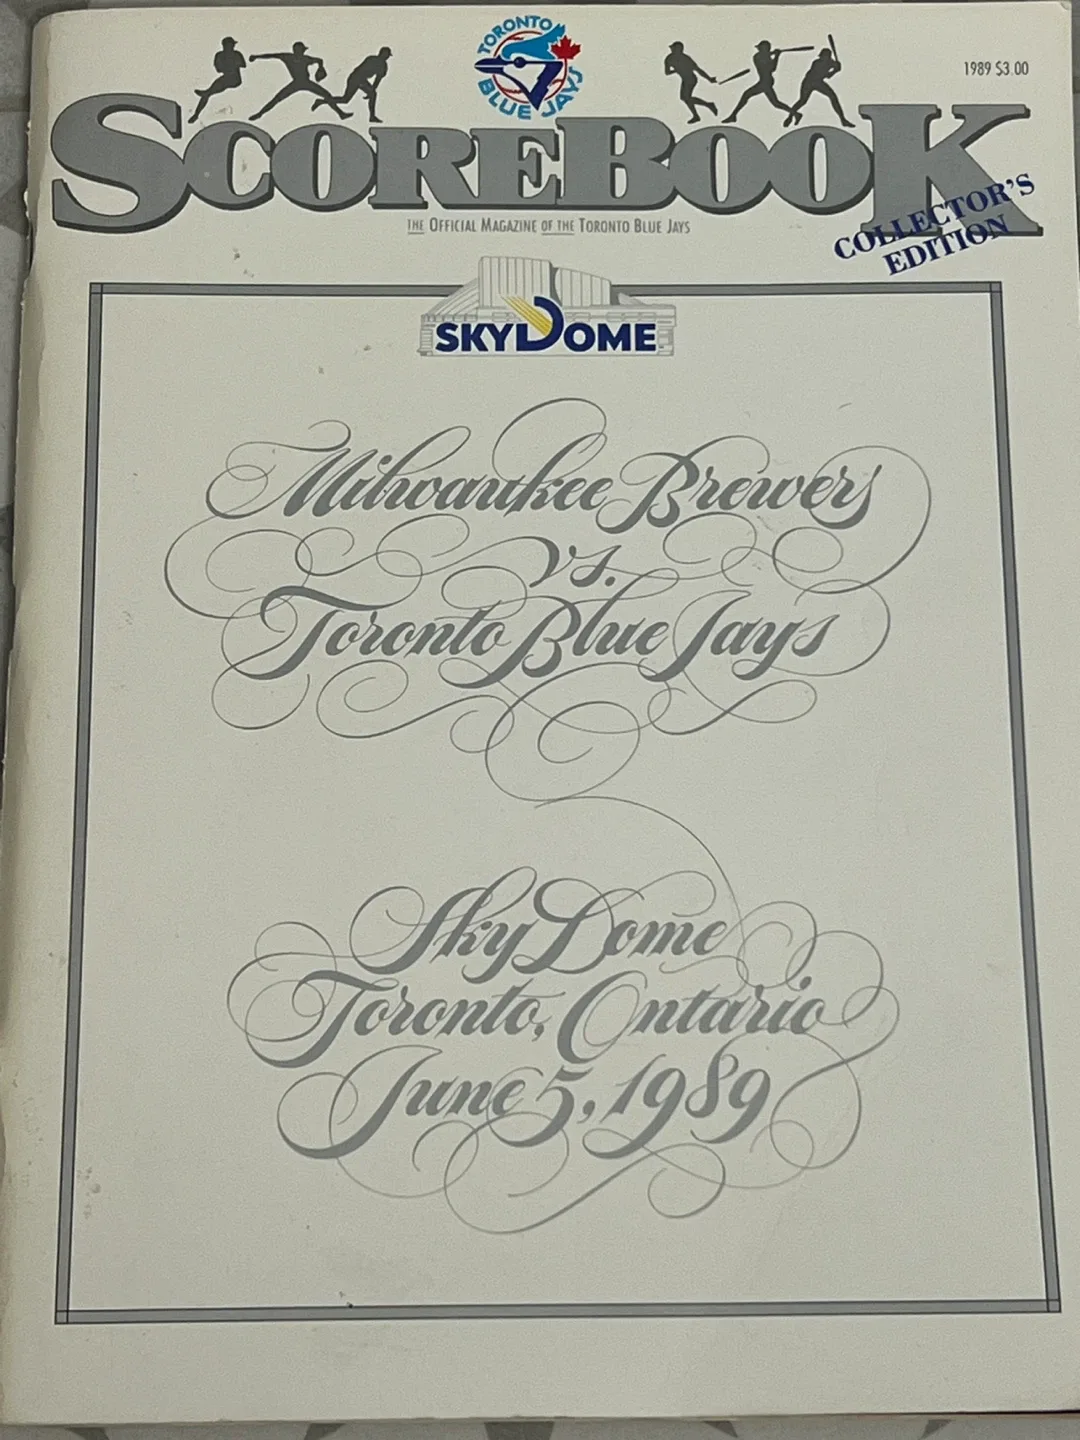 TORONTO
BLUE JAYS
1989 $3.00
SCOREBOOK
COLLECTOR'S
EDITION
THE OFFICIAL MAGAZINE OF THE TORONTO BLUE JAYS
SKYDOME
Milwaukee Brewers
vs.
Toronto Blue Jays
SkyDome
Toronto, Ontario
June 5, 1989